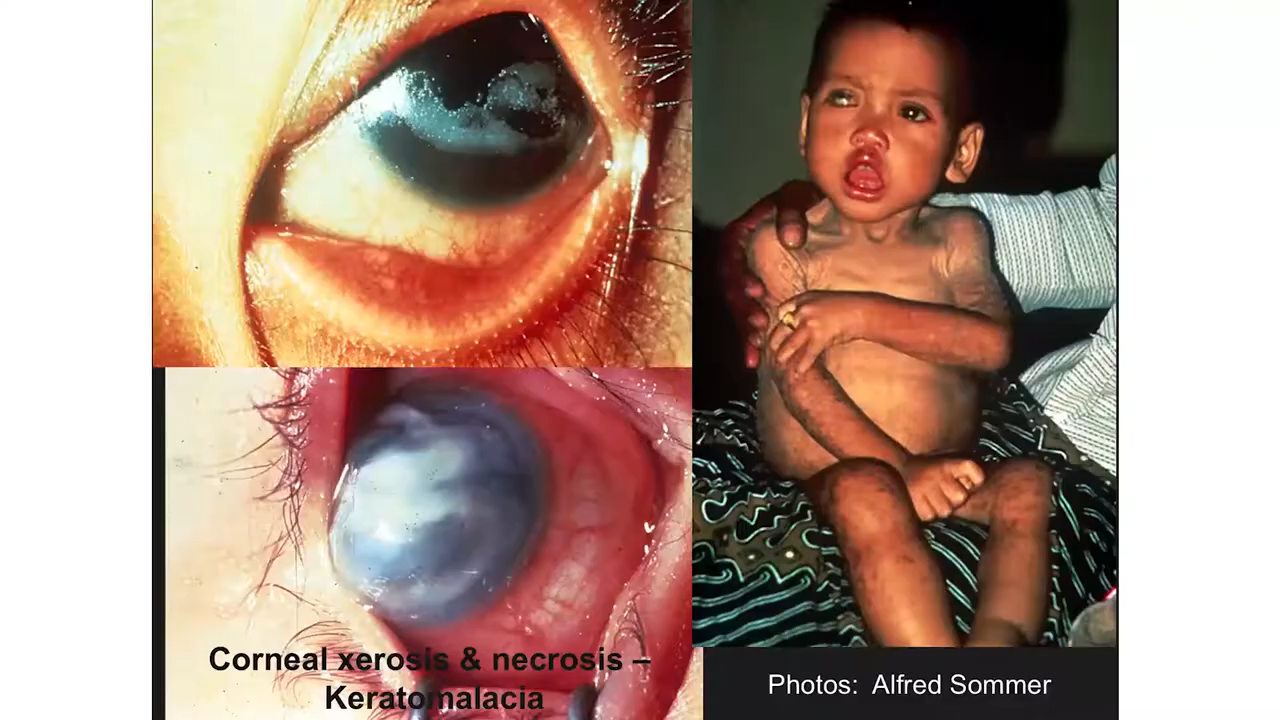 Corneal xerosis & necrosis –
Keratomalacia
Photos:  Alfred Sommer